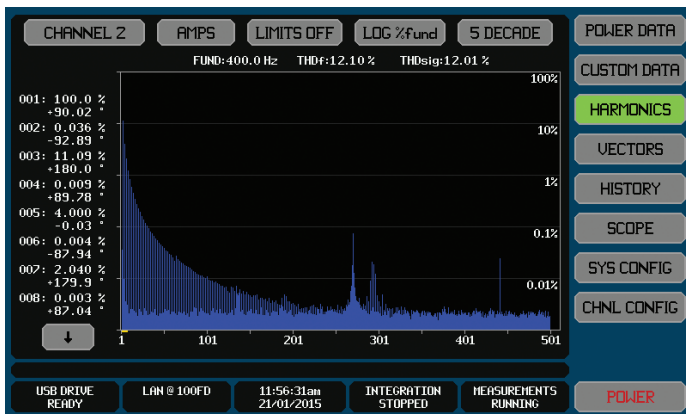 CHANNEL 2 AMPS LIMITS OFF LOG %fund 5 DECADE
POWER DATA
FUND:400.0 Hz THDf:12.10 % THDsig:12.01 %
CUSTOM DATA
100%
001: 100.0 %
+90.02 °
HARMONICS
002: 0.036 %
-92.89 °
10%
VECTORS
003: 11.09 %
+180.0 °
004: 0.009 %
+89.78 °
1%
HISTORY
005: 4.000 %
-0.03 °
SCOPE
0.1%
006: 0.004 %
-87.94 °
SYS CONFIG
007: 2.040 %
+179.9 °
0.01%
008: 0.003 %
+87.04 °
CHNL CONFIG
↓
1 101 201 301 401 501
USB DRIVE READY
LAN @ 100FD
11:56:31am 21/01/2015
INTEGRATION STOPPED
MEASUREMENTS RUNNING
POWER